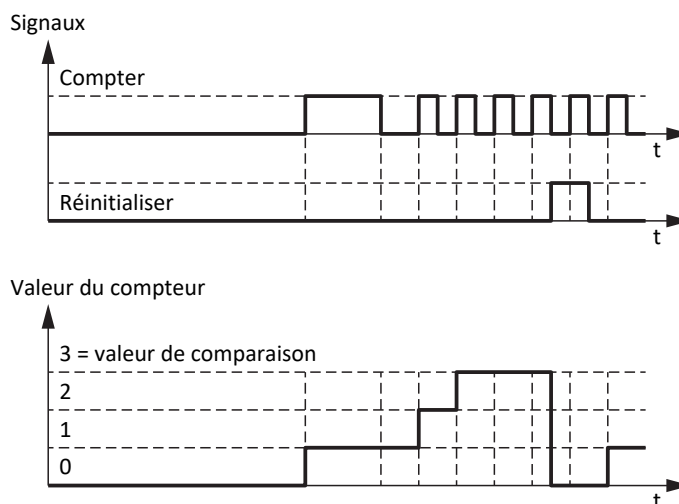 Signaux
Compter
t
Réinitialiser
t
Valeur du compteur
3 = valeur de comparaison
2
1
0
t